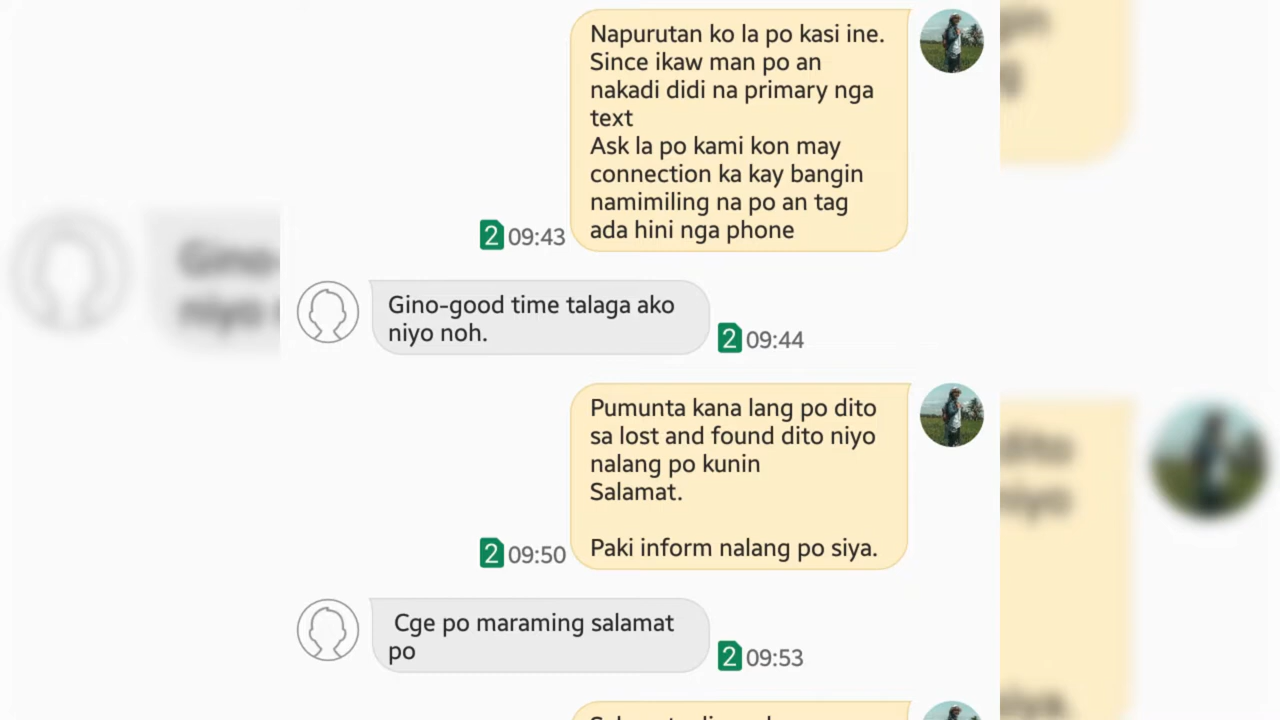 Napurutan ko la po kasi ine.
Since ikaw man po an
nakadi didi na primary nga
text
Ask la po kami kon may
connection ka kay bangin
namimiling na po an tag
ada hini nga phone
2 09:43
Gino-good time talaga ako
niyo noh.
2 09:44
Pumunta kana lang po dito
sa lost and found dito niyo
nalang po kunin
Salamat.
Paki inform nalang po siya.
2 09:50
Cge po maraming salamat
po
2 09:53